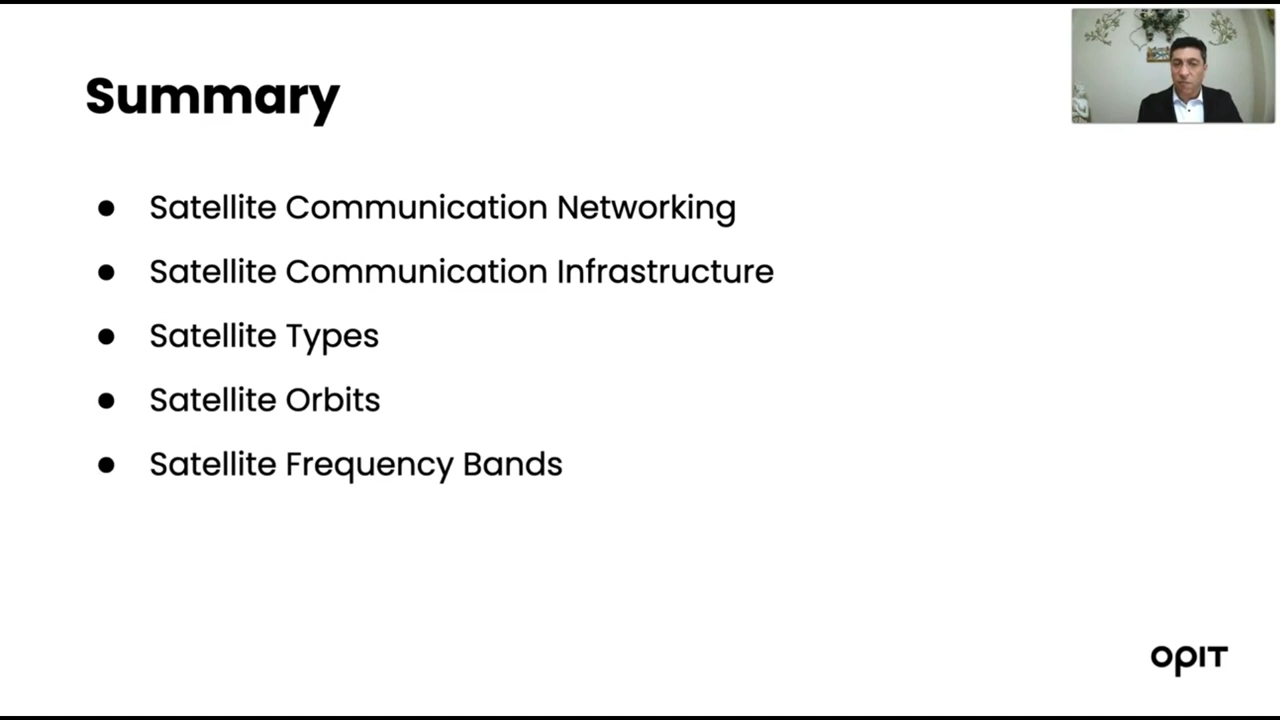 Summary
● Satellite Communication Networking
● Satellite Communication Infrastructure
● Satellite Types
● Satellite Orbits
● Satellite Frequency Bands
OPIT